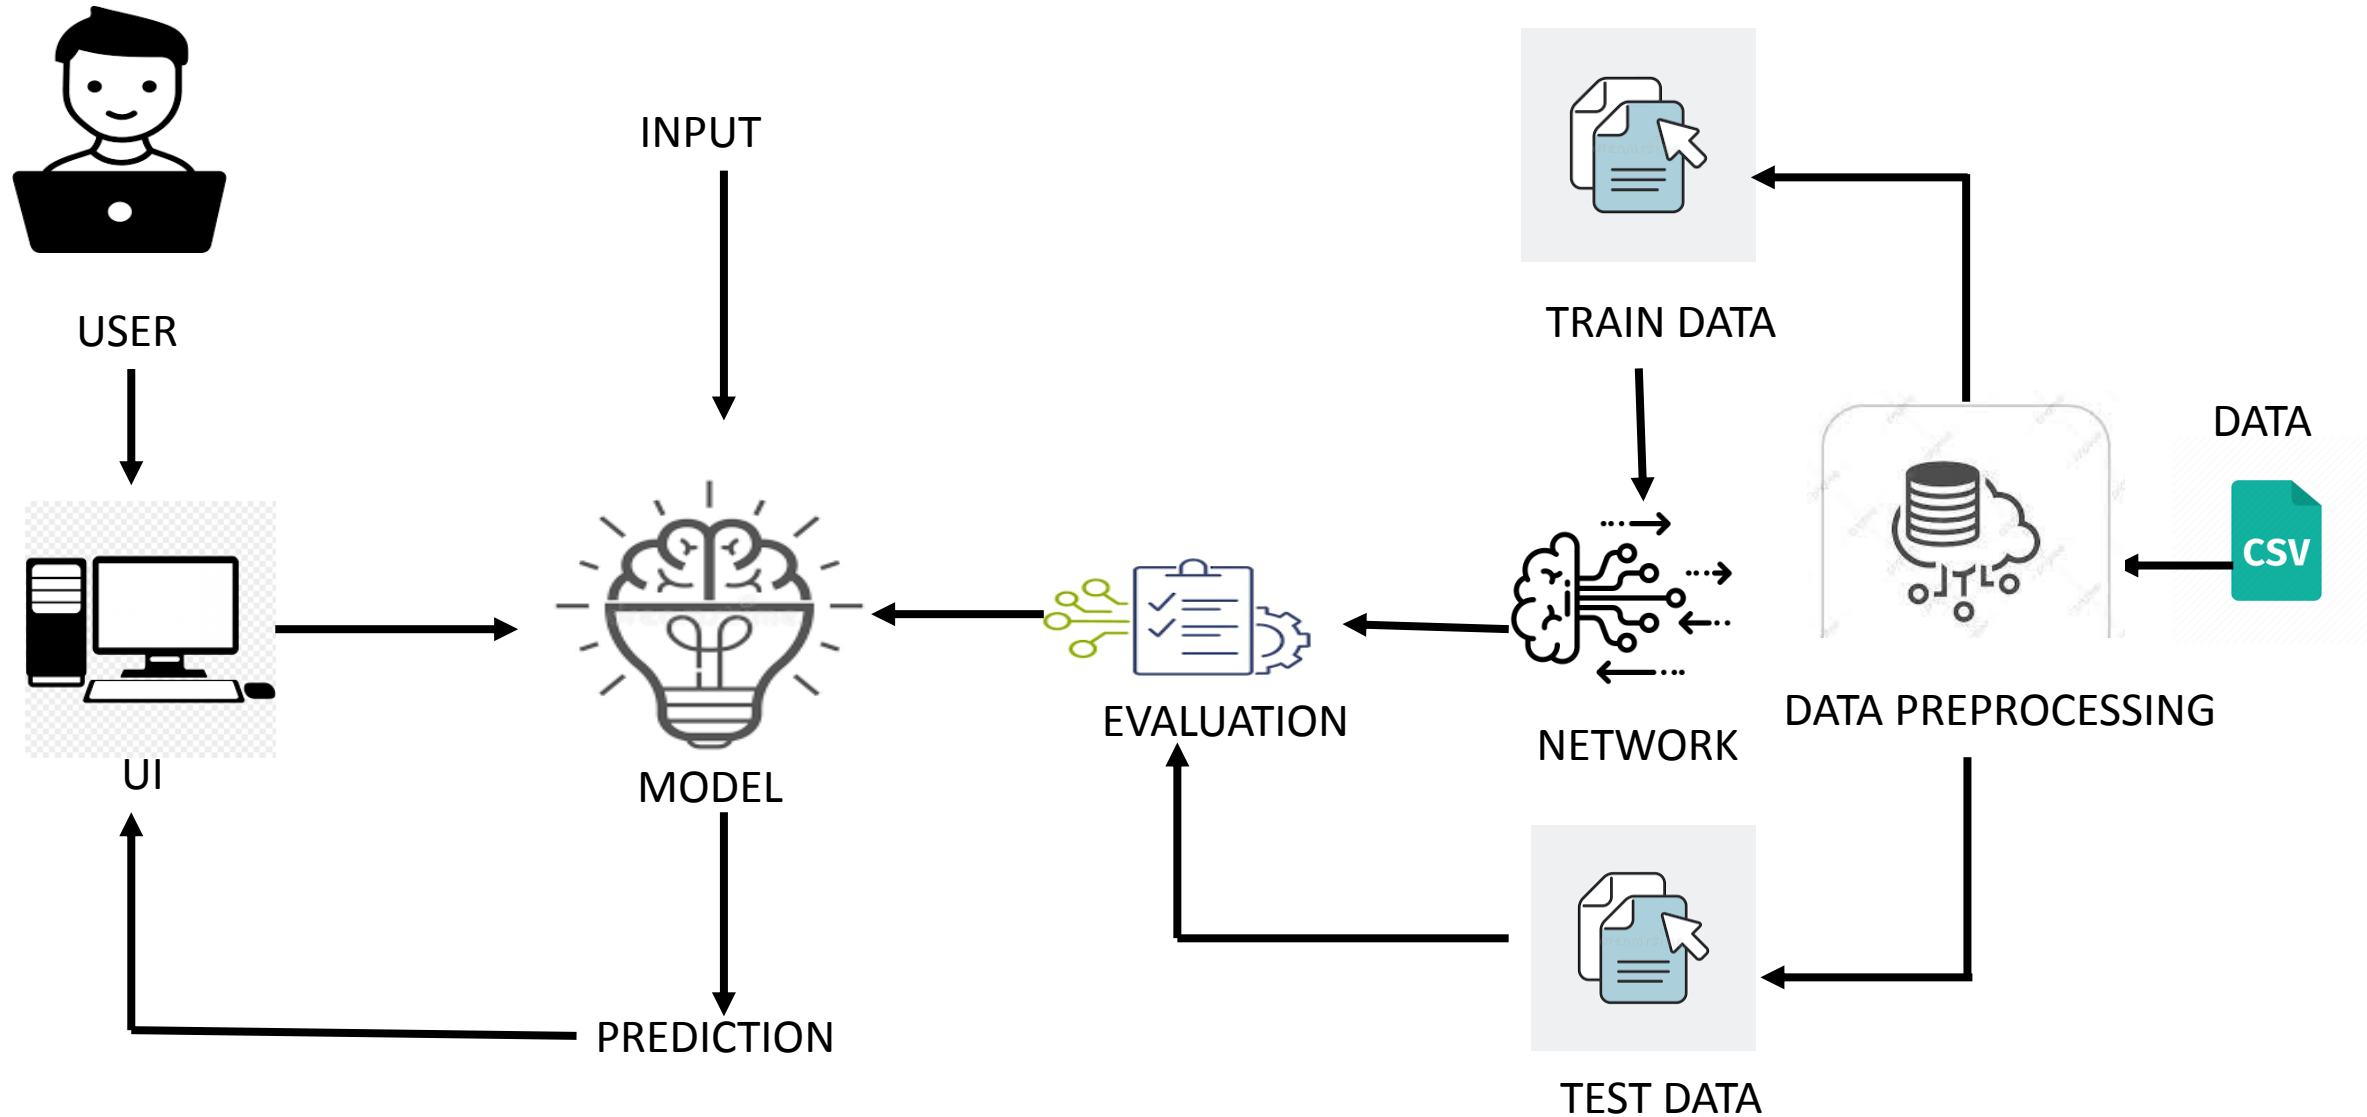 INPUT
USER
TRAIN DATA
DATA
CSV
UI
MODEL
EVALUATION
NETWORK
DATA PREPROCESSING
PREDICTION
TEST DATA